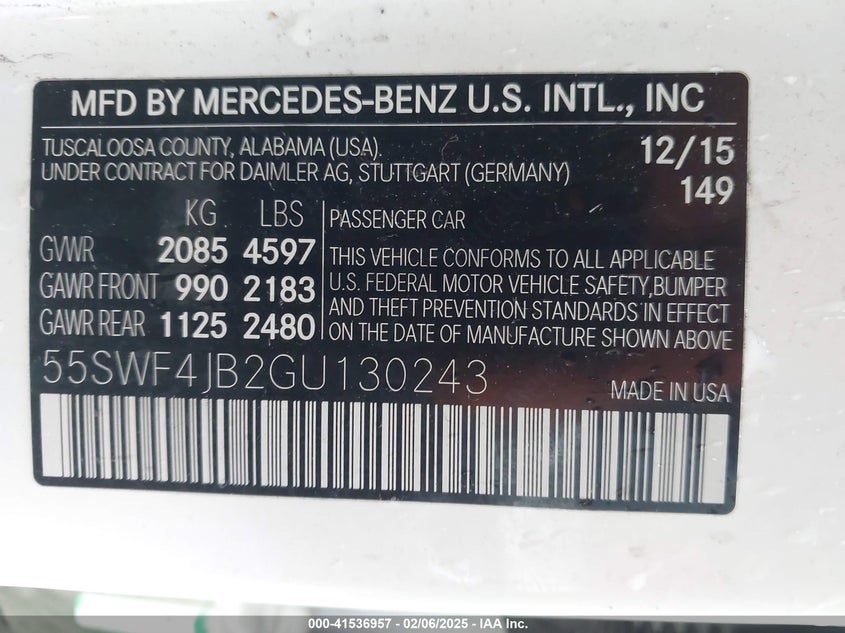 MFD BY MERCEDES-BENZ U.S. INTL., INC
TUSCALOOSA COUNTY, ALABAMA (USA).
UNDER CONTRACT FOR DAIMLER AG, STUTTGART (GERMANY)
12/15
149
KG LBS
GVWR 2085 4597
GAWR FRONT 990 2183
GAWR REAR 1125 2480
PASSENGER CAR
THIS VEHICLE CONFORMS TO ALL APPLICABLE
U.S. FEDERAL MOTOR VEHICLE SAFETY,BUMPER
AND THEFT PREVENTION STANDARDS IN EFFECT
ON THE DATE OF MANUFACTURE SHOWN ABOVE
55SWF4JB2GU130243
MADE IN USA
000-41536957 - 02/06/2025 - IAA Inc.